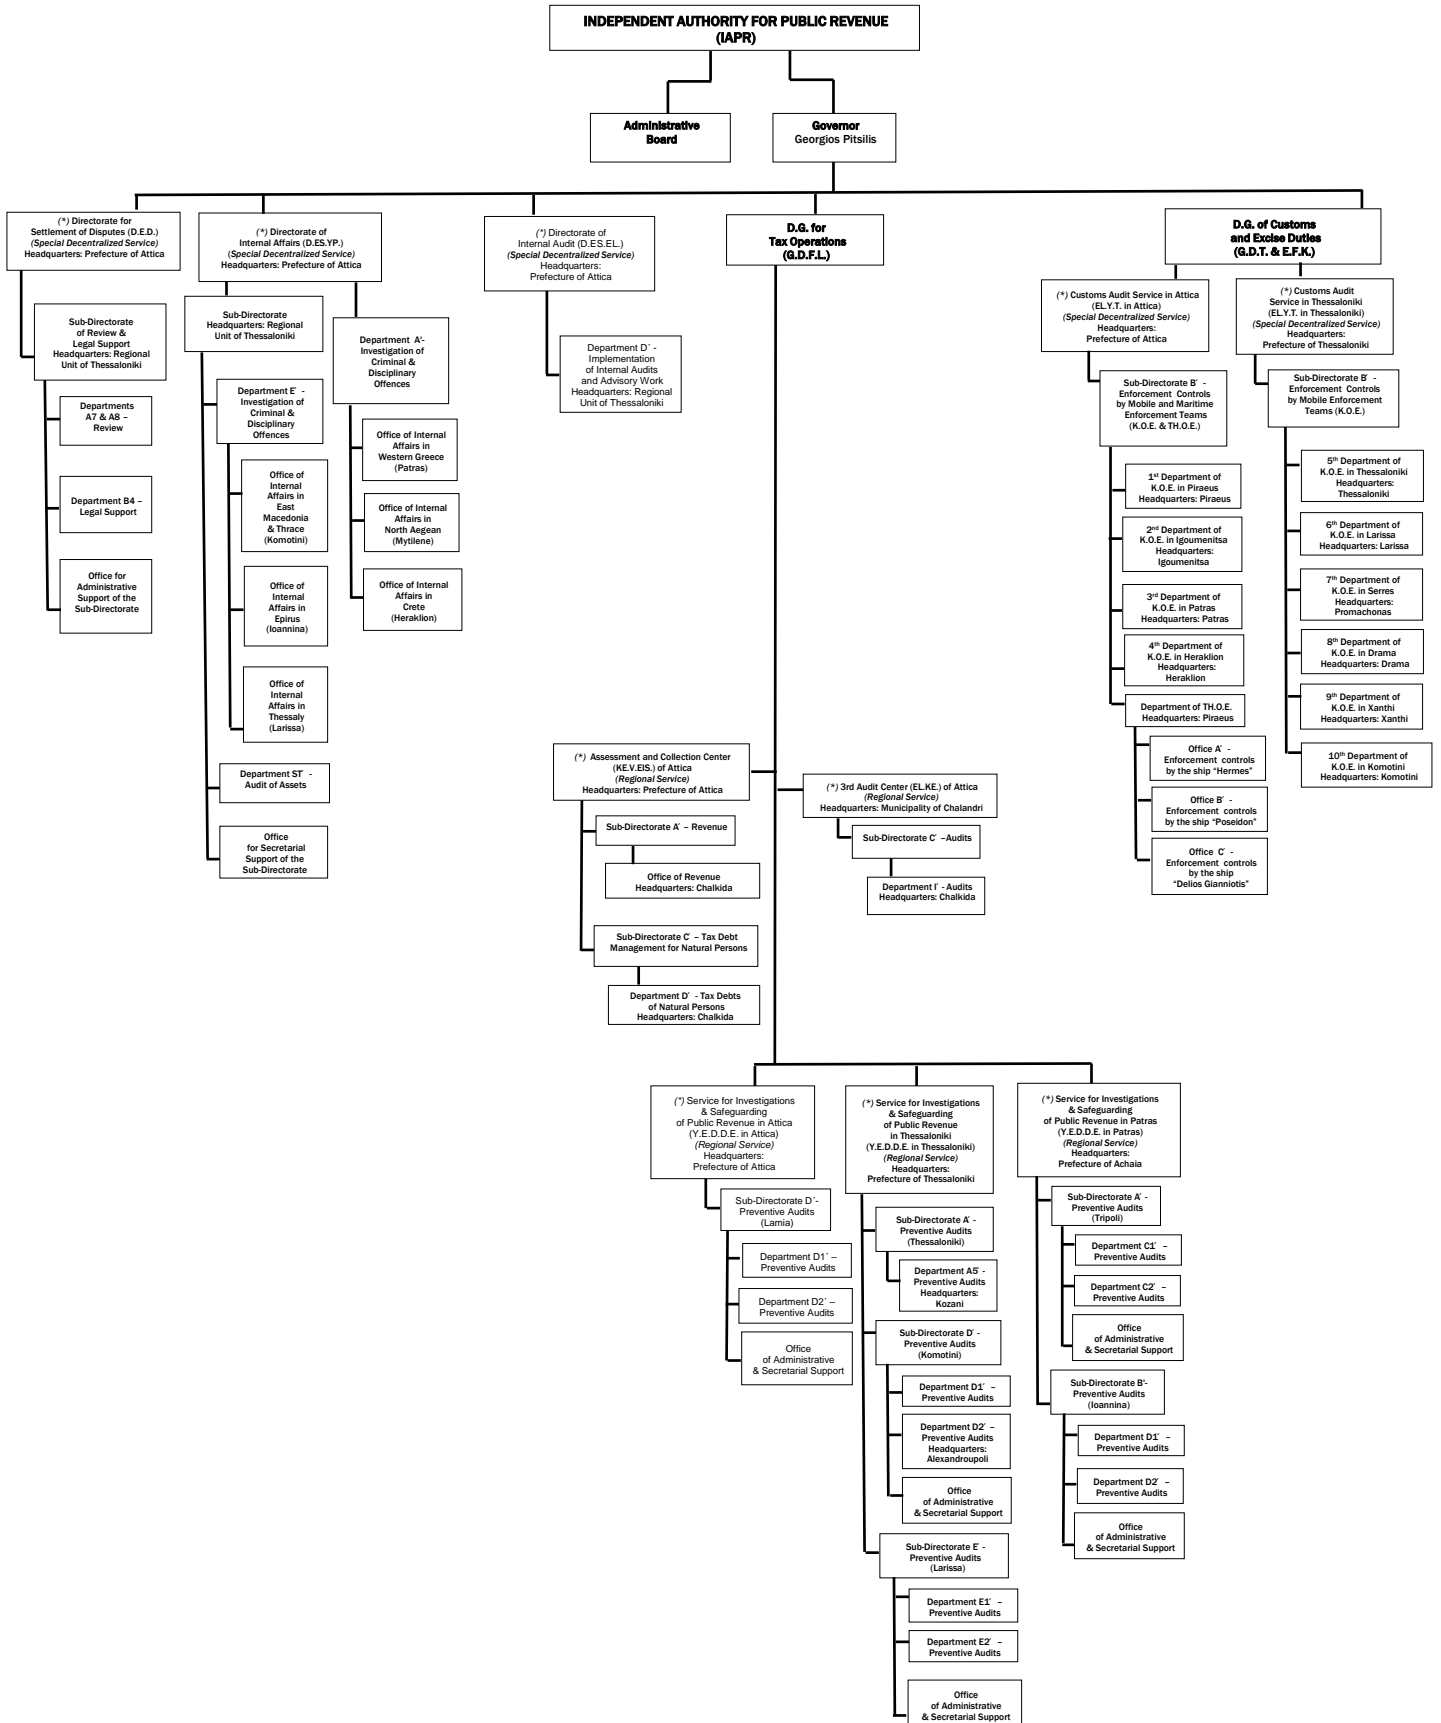 INDEPENDENT AUTHORITY FOR PUBLIC REVENUE
(IAPR)
Administrative
Board
Governor
Georgios Pitsilis
(*) Directorate for
Settlement of Disputes (D.E.D.)
(Special Decentralized Service)
Headquarters: Prefecture of Attica
Sub-Directorate
of Review &
Legal Support
Headquarters: Regional
Unit of Thessaloniki
Departments
A7 & A8 –
Review
Department B4 –
Legal Support
Office for
Administrative
Support of the
Sub-Directorate
(*) Directorate of
Internal Affairs (D.ES.YP.)
(Special Decentralized Service)
Headquarters: Prefecture of Attica
Sub-Directorate
Headquarters: Regional
Unit of Thessaloniki
Department E΄ -
Investigation of
Criminal &
Disciplinary
Offences
Office of
Internal
Affairs in
East
Macedonia
& Thrace
(Komotini)
Office of
Internal
Affairs in
Epirus
(Ioannina)
Office of
Internal
Affairs in
Thessaly
(Larissa)
Department ST΄ -
Audit of Assets
Office
for Secretarial
Support of the
Sub-Directorate
Department A'-
Investigation of
Criminal &
Disciplinary
Offences
Office of Internal
Affairs in
Western Greece
(Patras)
Office of Internal
Affairs in
North Aegean
(Mytilene)
Office of Internal
Affairs in
Crete
(Heraklion)
(*) Directorate of
Internal Audit (D.ES.EL.)
(Special Decentralized Service)
Headquarters:
Prefecture of Attica
Department D΄ -
Implementation
of Internal Audits
and Advisory Work
Headquarters: Regional
Unit of Thessaloniki
D.G. for
Tax Operations
(G.D.F.L.)
(*) Assessment and Collection Center
(KE.V.EIS.) of Attica
(Regional Service)
Headquarters: Prefecture of Attica
Sub-Directorate A΄ – Revenue
Office of Revenue
Headquarters: Chalkida
Sub-Directorate C΄ – Tax Debt
Management for Natural Persons
Department D΄ - Tax Debts
of Natural Persons
Headquarters: Chalkida
(*) 3rd Audit Center (EL.KE.) of Attica
(Regional Service)
Headquarters: Municipality of Chalandri
Sub-Directorate C΄ –Audits
Department I΄ - Audits
Headquarters: Chalkida
(*) Service for Investigations
& Safeguarding
of Public Revenue in Attica
(Y.E.D.D.E. in Attica)
(Regional Service)
Headquarters:
Prefecture of Attica
Sub-Directorate D΄-
Preventive Audits
(Lamia)
Department D1΄ –
Preventive Audits
Department D2΄ –
Preventive Audits
Office
of Administrative
& Secretarial Support
(*) Service for Investigations
& Safeguarding
of Public Revenue
in Thessaloniki
(Y.E.D.D.E. in Thessaloniki)
(Regional Service)
Headquarters:
Prefecture of Thessaloniki
Sub-Directorate A΄ -
Preventive Audits
(Thessaloniki)
Department A5΄ -
Preventive Audits
Headquarters:
Kozani
Sub-Directorate D΄ -
Preventive Audits
(Komotini)
Department D1΄ –
Preventive Audits
Department D2΄ –
Preventive Audits
Headquarters:
Alexandroupoli
Office
of Administrative
& Secretarial Support
Sub-Directorate E΄ -
Preventive Audits
(Larissa)
Department E1΄ –
Preventive Audits
Department E2΄ –
Preventive Audits
Office
of Administrative
& Secretarial Support
(*) Service for Investigations
& Safeguarding
of Public Revenue in Patras
(Y.E.D.D.E. in Patras)
(Regional Service)
Headquarters:
Prefecture of Achaia
Sub-Directorate A΄ -
Preventive Audits
(Tripoli)
Department C1΄ –
Preventive Audits
Department C2΄ –
Preventive Audits
Office
of Administrative
& Secretarial Support
Sub-Directorate B'-
Preventive Audits
(Ioannina)
Department D1΄ –
Preventive Audits
Department D2΄ –
Preventive Audits
Office
of Administrative
& Secretarial Support
D.G. of Customs
and Excise Duties
(G.D.T. & E.F.K.)
(*) Customs Audit Service in Attica
(EL.Y.T. in Attica)
(Special Decentralized Service)
Headquarters:
Prefecture of Attica
Sub-Directorate B΄ -
Enforcement Controls
by Mobile and Maritime
Enforcement Teams
(K.O.E. & TH.O.E.)
1st Department of
K.O.E. in Piraeus
Headquarters: Piraeus
2nd Department of
K.O.E. in Igoumenitsa
Headquarters:
Igoumenitsa
3rd Department of
K.O.E. in Patras
Headquarters: Patras
4th Department of
K.O.E. in Heraklion
Headquarters:
Heraklion
Department of TH.O.E.
Headquarters: Piraeus
Office A΄ -
Enforcement controls
by the ship "Hermes"
Office B΄ -
Enforcement controls
by the ship "Poseidon"
Office C΄ -
Enforcement controls
by the ship
"Delios Gianniotis"
(*) Customs Audit
Service in Thessaloniki
(EL.Y.T. in Thessaloniki)
(Special Decentralized Service)
Headquarters:
Prefecture of Thessaloniki
Sub-Directorate B΄ -
Enforcement Controls
by Mobile Enforcement
Teams (K.O.E.)
5th Department of
K.O.E. in Thessaloniki
Headquarters:
Thessaloniki
6th Department of
K.O.E. in Larissa
Headquarters: Larissa
7th Department of
K.O.E. in Serres
Headquarters:
Promachonas
8th Department of
K.O.E. in Drama
Headquarters: Drama
9th Department of
K.O.E. in Xanthi
Headquarters: Xanthi
10th Department of
K.O.E. in Komotini
Headquarters: Komotini